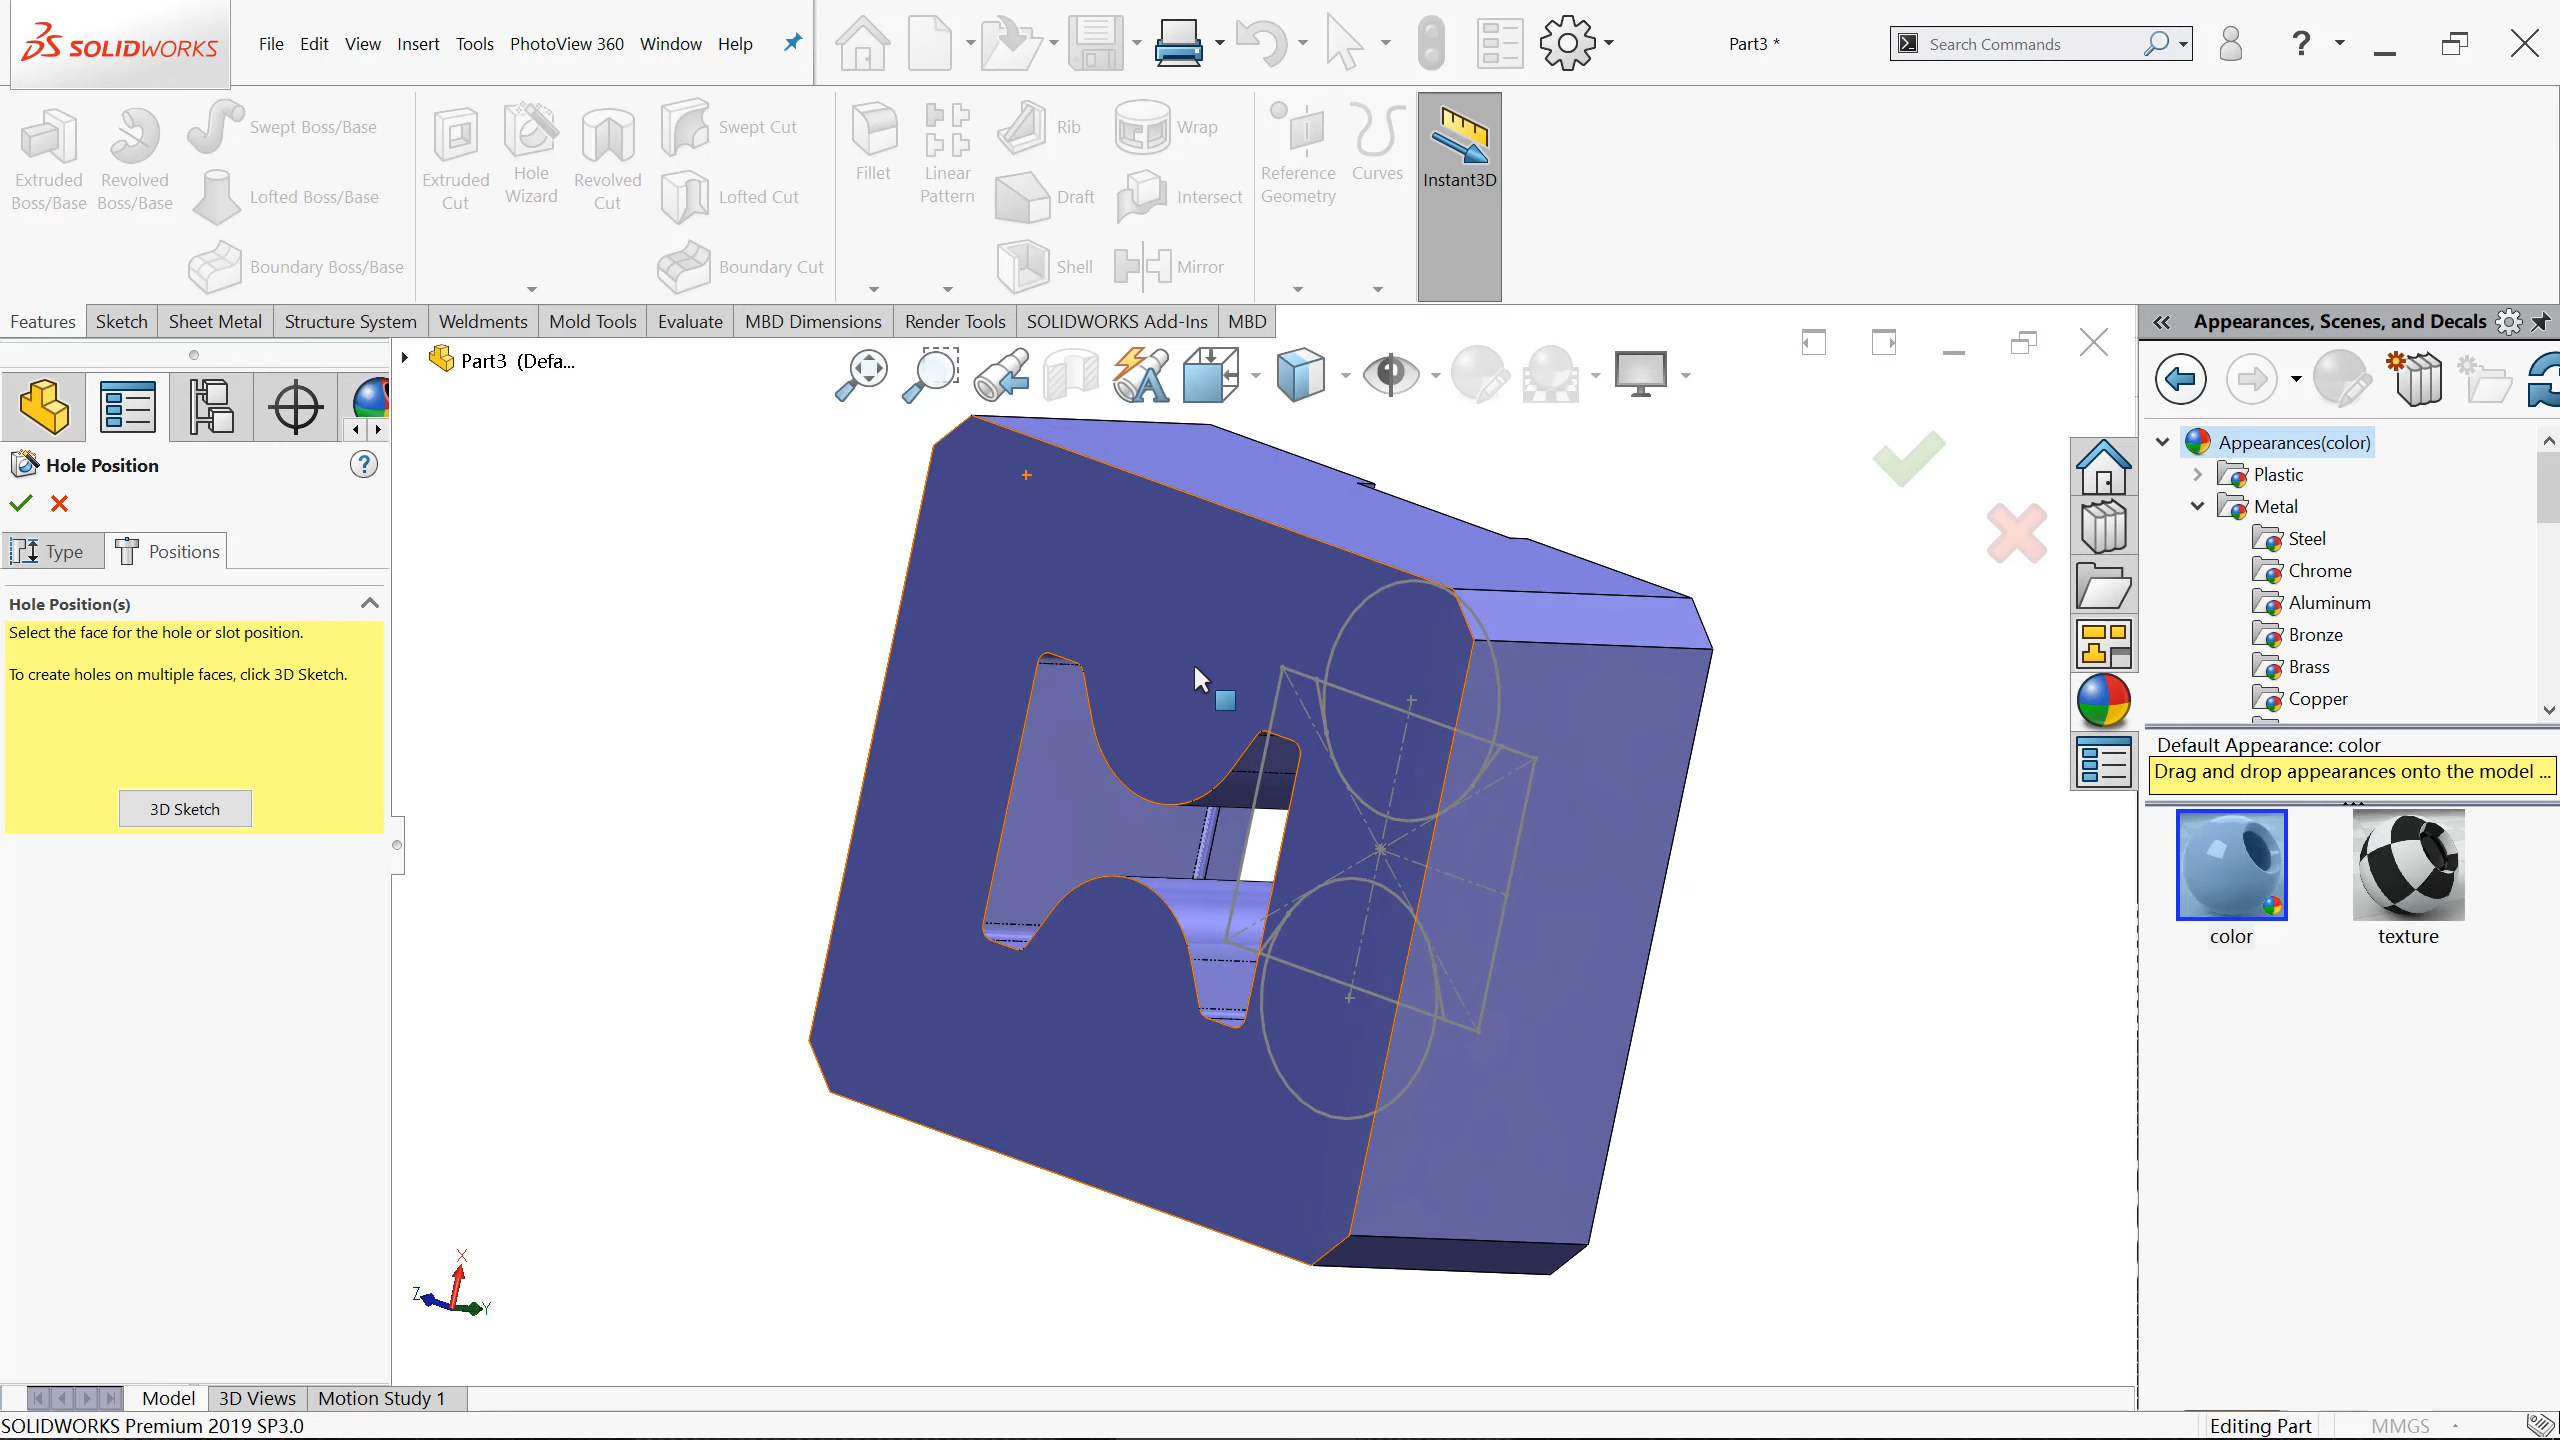 SOLIDWORKS
File Edit View Insert Tools PhotoView 360 Window Help
Part3 *
Search Commands
?
Extruded Boss/Base
Revolved Boss/Base
Swept Boss/Base
Lofted Boss/Base
Boundary Boss/Base
Extruded Cut
Hole Wizard
Revolved Cut
Swept Cut
Lofted Cut
Boundary Cut
Fillet
Linear Pattern
Rib
Draft
Shell
Wrap
Intersect
Mirror
Reference Geometry
Curves
Instant3D
Features Sketch Sheet Metal Structure System Weldments Mold Tools Evaluate MBD Dimensions Render Tools SOLIDWORKS Add-Ins MBD
Part3 (Defa...
Hole Position
?
Type
Positions
Hole Position(s)
Select the face for the hole or slot position.
To create holes on multiple faces, click 3D Sketch.
3D Sketch
X
Z
Y
Appearances, Scenes, and Decals
Appearances(color)
Plastic
Metal
Steel
Chrome
Aluminum
Bronze
Brass
Copper
Default Appearance: color
Drag and drop appearances onto the model ...
color
texture
Model 3D Views Motion Study 1
SOLIDWORKS Premium 2019 SP3.0
Editing Part
MMGS